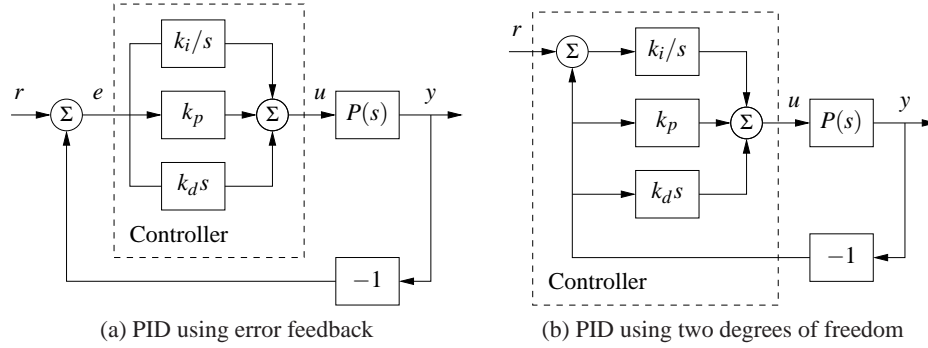 r
Σ
e
k_i/s
k_p
k_d s
Σ
u
P(s)
y
Controller
−1
(a) PID using error feedback
r
Σ
k_i/s
k_p
k_d s
Σ
u
P(s)
y
−1
Controller
(b) PID using two degrees of freedom